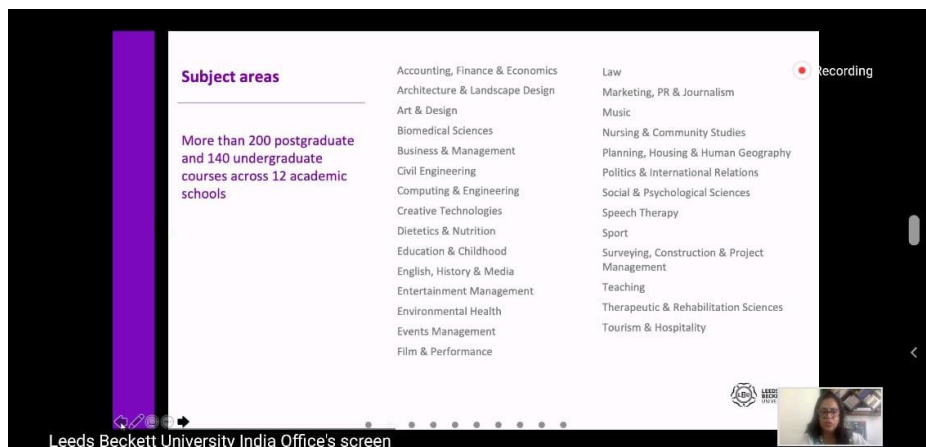 Subject areas
More than 200 postgraduate
and 140 undergraduate
courses across 12 academic
schools
Accounting, Finance & Economics
Architecture & Landscape Design
Art & Design
Biomedical Sciences
Business & Management
Civil Engineering
Computing & Engineering
Creative Technologies
Dietetics & Nutrition
Education & Childhood
English, History & Media
Entertainment Management
Environmental Health
Events Management
Film & Performance
Law
Marketing, PR & Journalism
Music
Nursing & Community Studies
Planning, Housing & Human Geography
Politics & International Relations
Social & Psychological Sciences
Speech Therapy
Sport
Surveying, Construction & Project
Management
Teaching
Therapeutic & Rehabilitation Sciences
Tourism & Hospitality
Recording
LEEDS
Leeds Beckett University India Office's screen